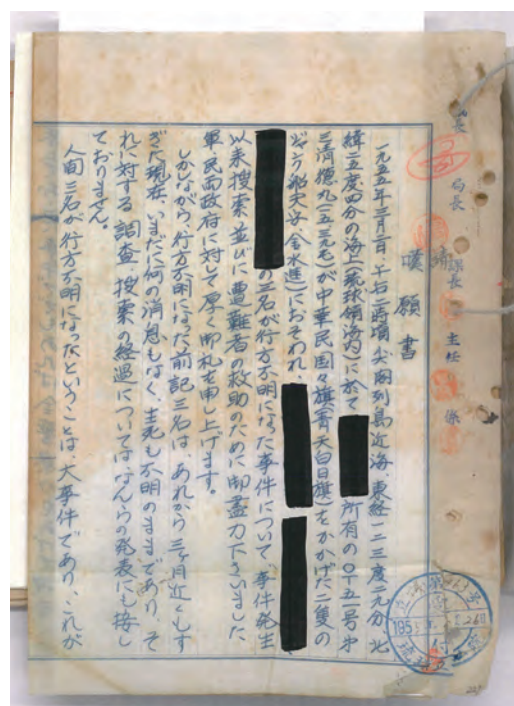 局長
課長
主任
係
嘆願書
一九五五年三月二日、午后二時頃、尖閣列島近海、東経一二三度二九分、北
緯二五度四分の海上(琉球領海内)に於て所有の
三清徳丸(一五三九屯)が中華民国々旗(青天白日旗)をかかげた二隻の
ジャンク船におそわれ、
の三名が行方不明になった事件について、事件発生
以来捜索並びに遭難者の救助のために御盡力下さいました、
軍民両政府に対して厚く御礼を申し上げます。
しかしながら、行方不明になった前記三名は、あれから三ヶ月近くもす
ぎた現在、いまだに何の消息もなく、生死も不明のままであり、そ
れに対する調査、捜索の経過についてはなんらの発表にも接し
ておりません。
人間三名が行方不明になったということは、大事件であり、これが